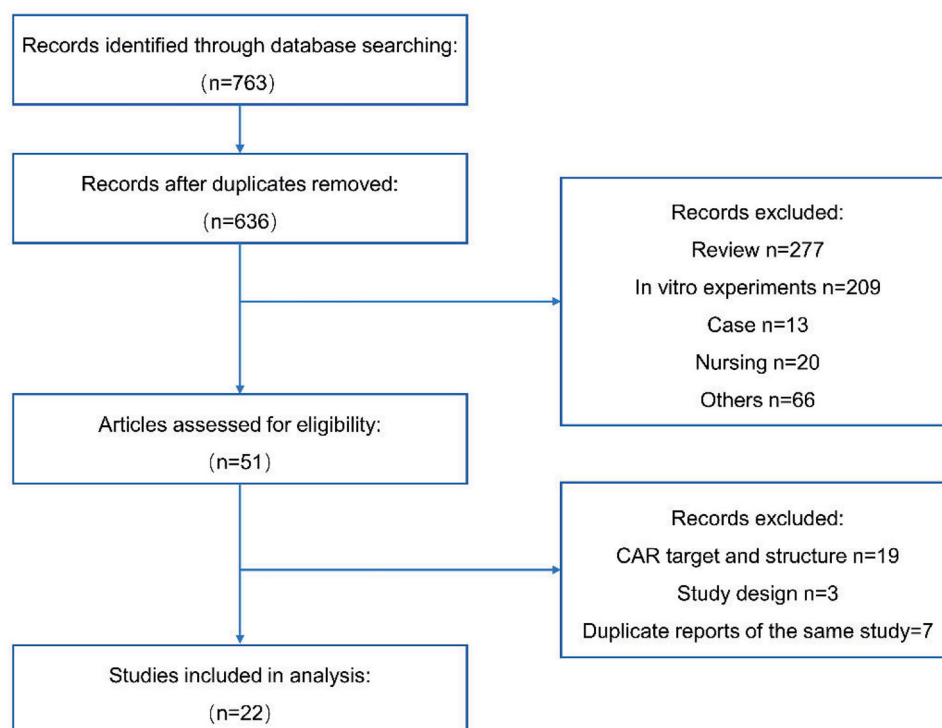 Records identified through database searching:
（n=763）
Records after duplicates removed:
（n=636）
Records excluded:
Review n=277
In vitro experiments n=209
Case n=13
Nursing n=20
Others n=66
Articles assessed for eligibility:
（n=51）
Records excluded:
CAR target and structure n=19
Study design n=3
Duplicate reports of the same study=7
Studies included in analysis:
（n=22）